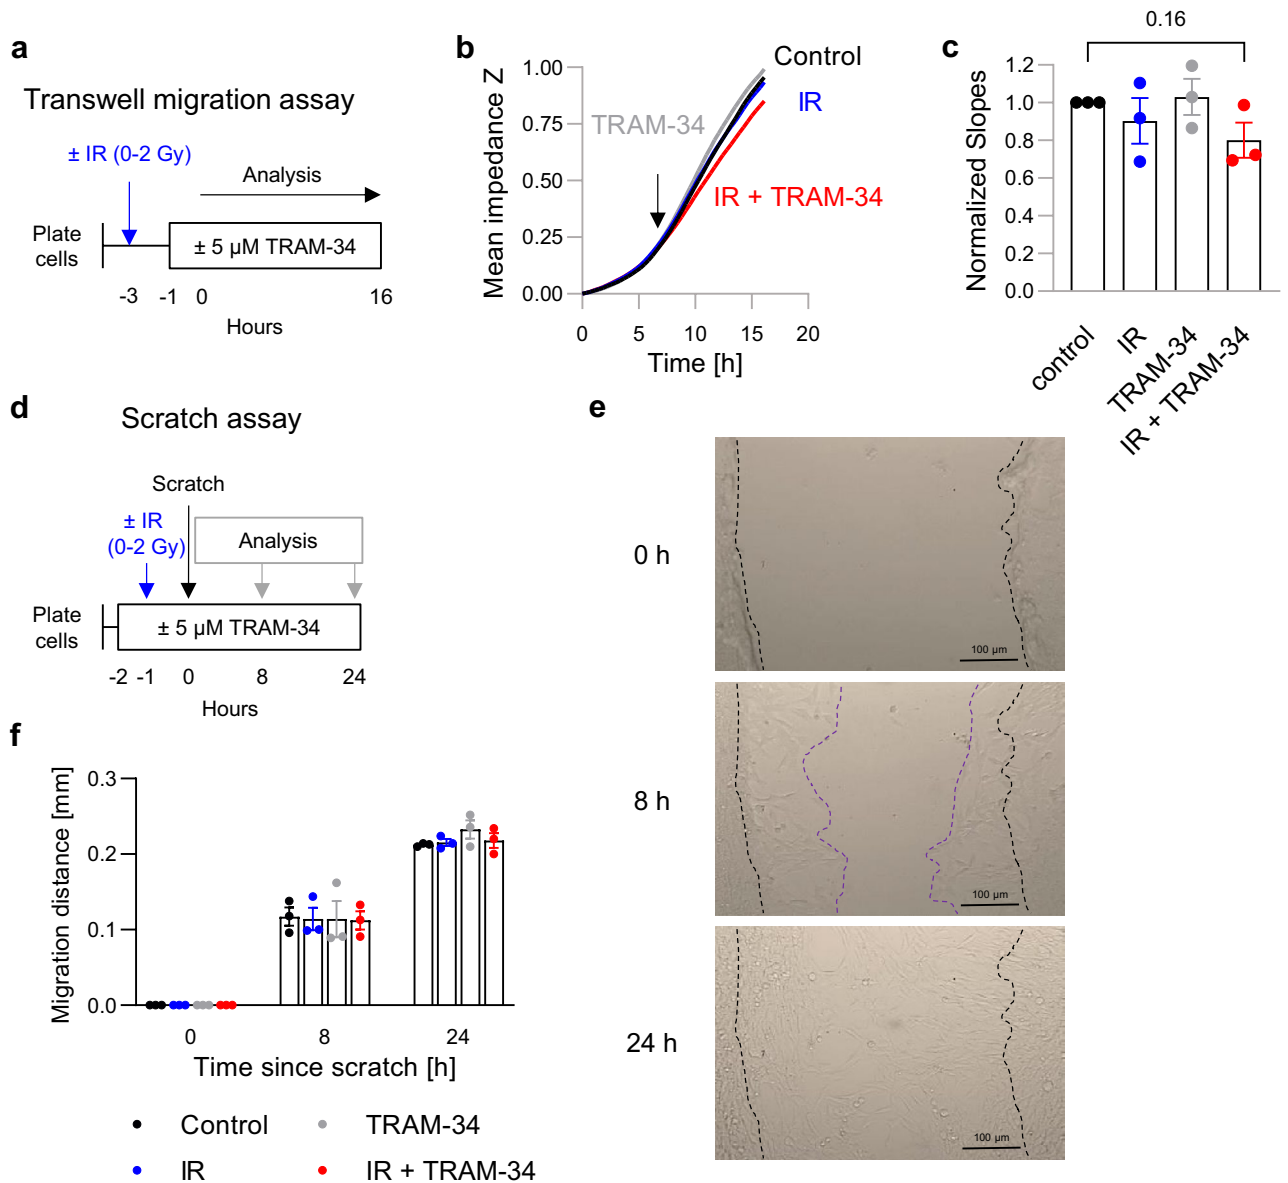 a
Transwell migration assay
± IR (0-2 Gy)
Analysis
Plate
cells
± 5 µM TRAM-34
-3 -1 0 16
Hours
b
Mean impedance Z
1.00
0.75
0.50
0.25
0.00
0 5 10 15 20
Time [h]
Control
IR
TRAM-34
IR + TRAM-34
c
0.16
Normalized Slopes
1.2
1.0
0.8
0.6
0.4
0.2
0.0
control
IR
TRAM-34
IR + TRAM-34
d
Scratch assay
Scratch
± IR
(0-2 Gy)
Analysis
Plate
cells
± 5 µM TRAM-34
-2 -1 0 8 24
Hours
e
0 h
100 µm
8 h
100 µm
24 h
100 µm
f
Migration distance [mm]
0.3
0.2
0.1
0.0
0 8 24
Time since scratch [h]
Control
TRAM-34
IR
IR + TRAM-34